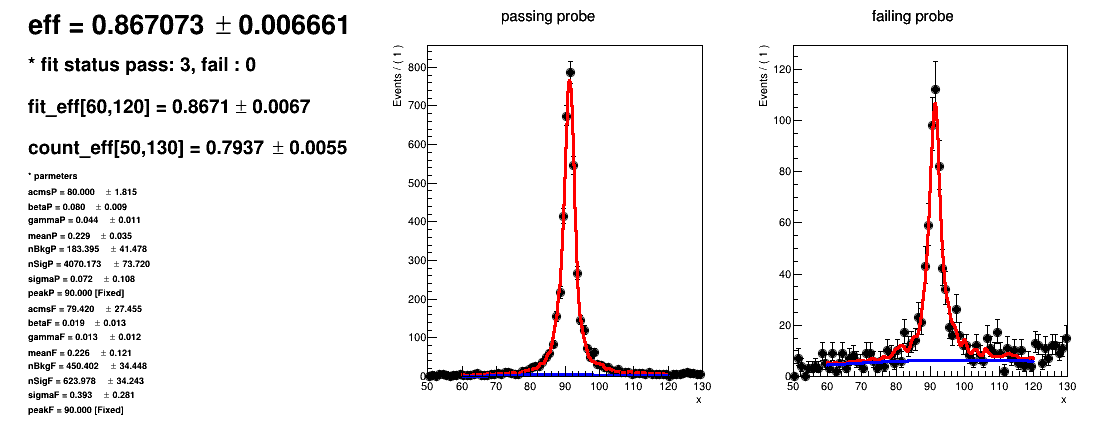 eff = 0.867073 ± 0.006661
* fit status pass: 3, fail : 0
fit_eff[60,120] = 0.8671 ± 0.0067
count_eff[50,130] = 0.7937 ± 0.0055
* parmeters
acmsP = 80.000 ± 1.815
betaP = 0.080 ± 0.009
gammaP = 0.044 ± 0.011
meanP = 0.229 ± 0.035
nBkgP = 183.395 ± 41.478
nSigP = 4070.173 ± 73.720
sigmaP = 0.072 ± 0.108
peakP = 90.000 [Fixed]
acmsF = 79.420 ± 27.455
betaF = 0.019 ± 0.013
gammaF = 0.013 ± 0.012
meanF = 0.226 ± 0.121
nBkgF = 450.402 ± 34.448
nSigF = 623.978 ± 34.243
sigmaF = 0.393 ± 0.281
peakF = 90.000 [Fixed]
passing probe
Events / ( 1 )
800
700
600
500
400
300
200
100
0
50 60 70 80 90 100 110 120 130
x
failing probe
Events / ( 1 )
120
100
80
60
40
20
0
50 60 70 80 90 100 110 120 130
x